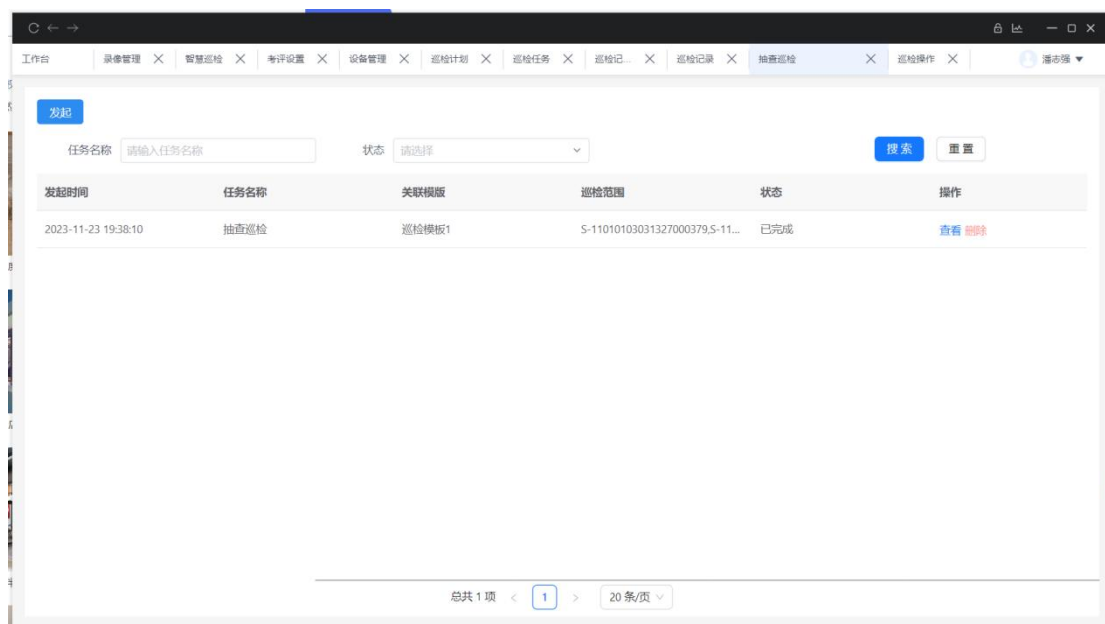 工作台 录像管理 智慧巡检 考评设置 设备管理 巡检计划 巡检任务 巡检记... 巡检记录 抽查巡检 巡检操作 潘志强
发起
任务名称 请输入任务名称 状态 请选择 搜索 重置
发起时间 任务名称 关联模版 巡检范围 状态 操作
2023-11-23 19:38:10 抽查巡检 巡检模板1 S-11010103031327000379,S-11... 已完成 查看 删除
总共 1 项 < 1 > 20 条/页